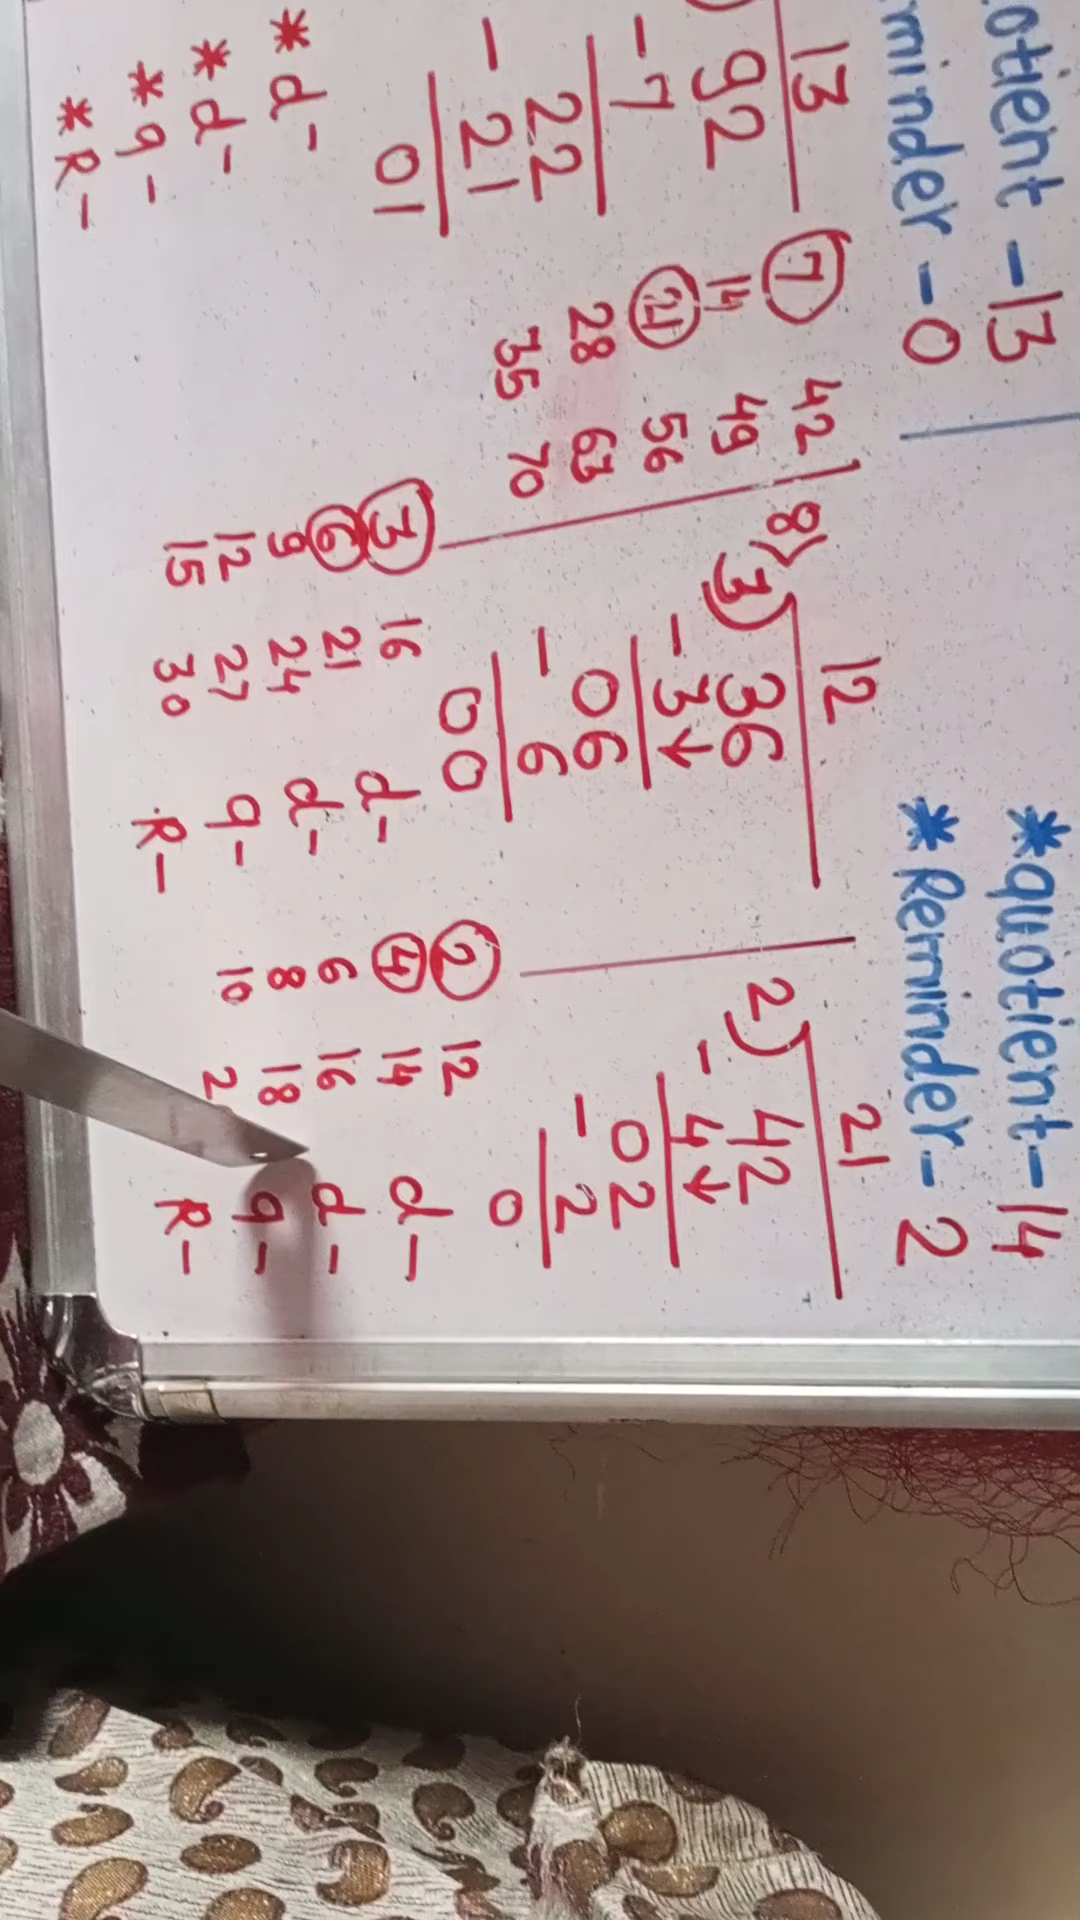 otient - 13
minder - 0
*quotient - 14
*Reminder - 2
13
) 92
- 7
22
- 21
01
* d -
* d -
* q -
* R -
7 42
14 49
21 56
28 63
35 70
8)
12
3) 36
- 3↓
06
- 6
00
3 16
6 21
9 24
12 27
15 30
d -
d -
q -
R -
21
2) 42
- 4↓
02
- 2
0
2 12
4 14
6 16
8 18
10 2
d -
d -
q -
R -